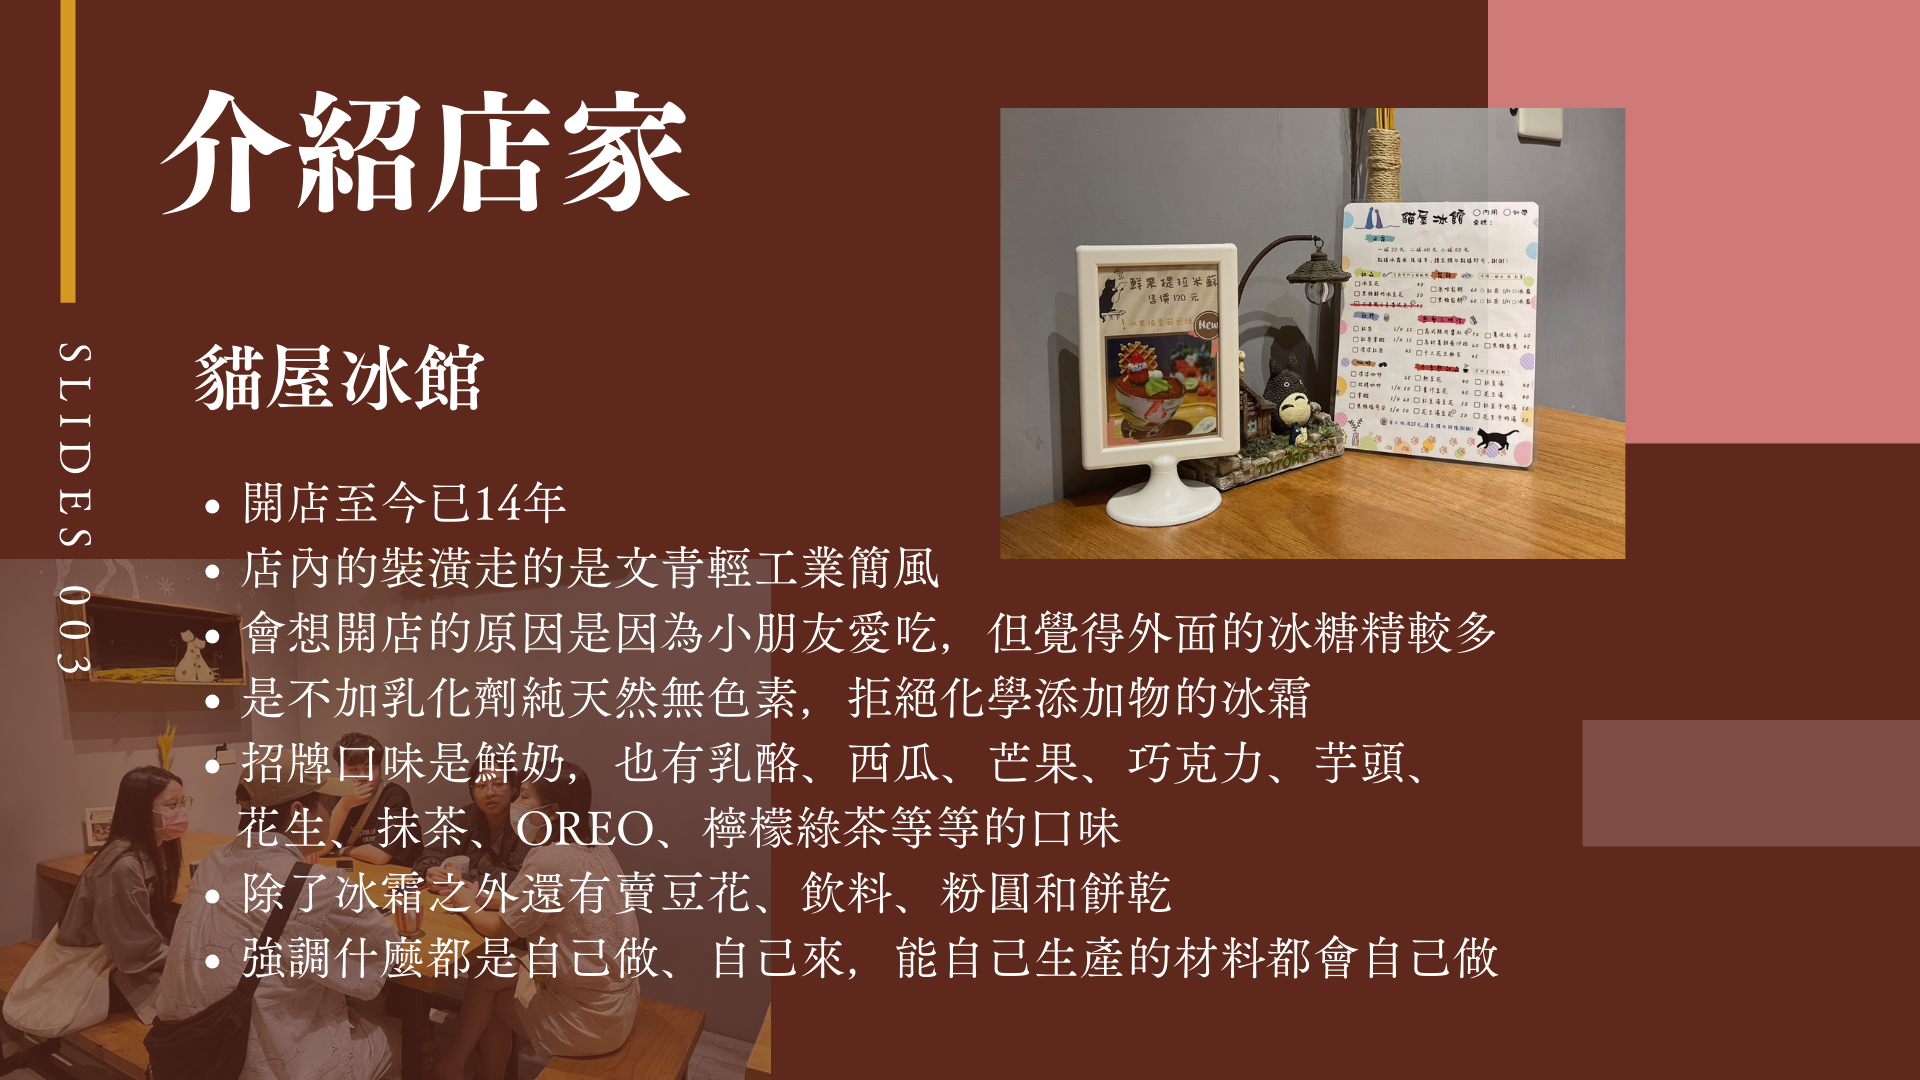 介紹店家
SLIDES 003
貓屋冰館
開店至今已14年
店內的裝潢走的是文青輕工業簡風
會想開店的原因是因為小朋友愛吃，但覺得外面的冰糖精較多
是不加乳化劑純天然無色素，拒絕化學添加物的冰霜
招牌口味是鮮奶，也有乳酪、西瓜、芒果、巧克力、芋頭、
花生、抹茶、OREO、檸檬綠茶等等的口味
除了冰霜之外還有賣豆花、飲料、粉圓和餅乾
強調什麼都是自己做、自己來，能自己生產的材料都會自己做
鮮果提拉米蘇
售價 120 元
New
TOTORO
貓屋冰館